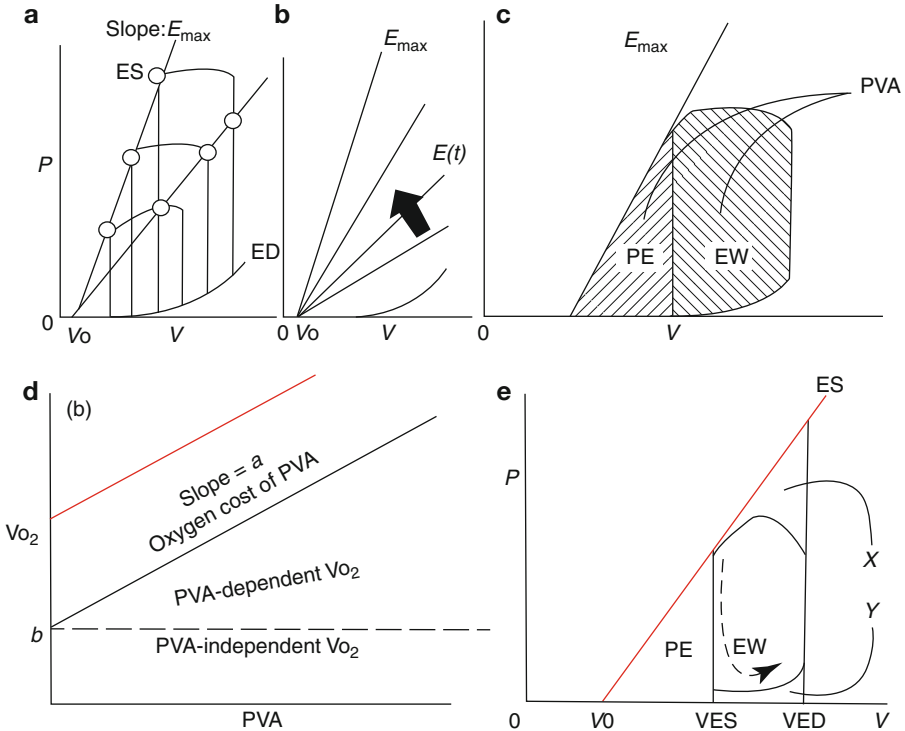 a
Slope: Emax
ES
P
ED
0
Vo
V
b
Emax
E(t)
0
Vo
V
c
Emax
PVA
PE
EW
0
V
d
(b)
Slope = a
Oxygen cost of PVA
Vo2
PVA-dependent Vo2
b
PVA-independent Vo2
PVA
e
ES
P
X
Y
PE
EW
0
V0
VES
VED
V